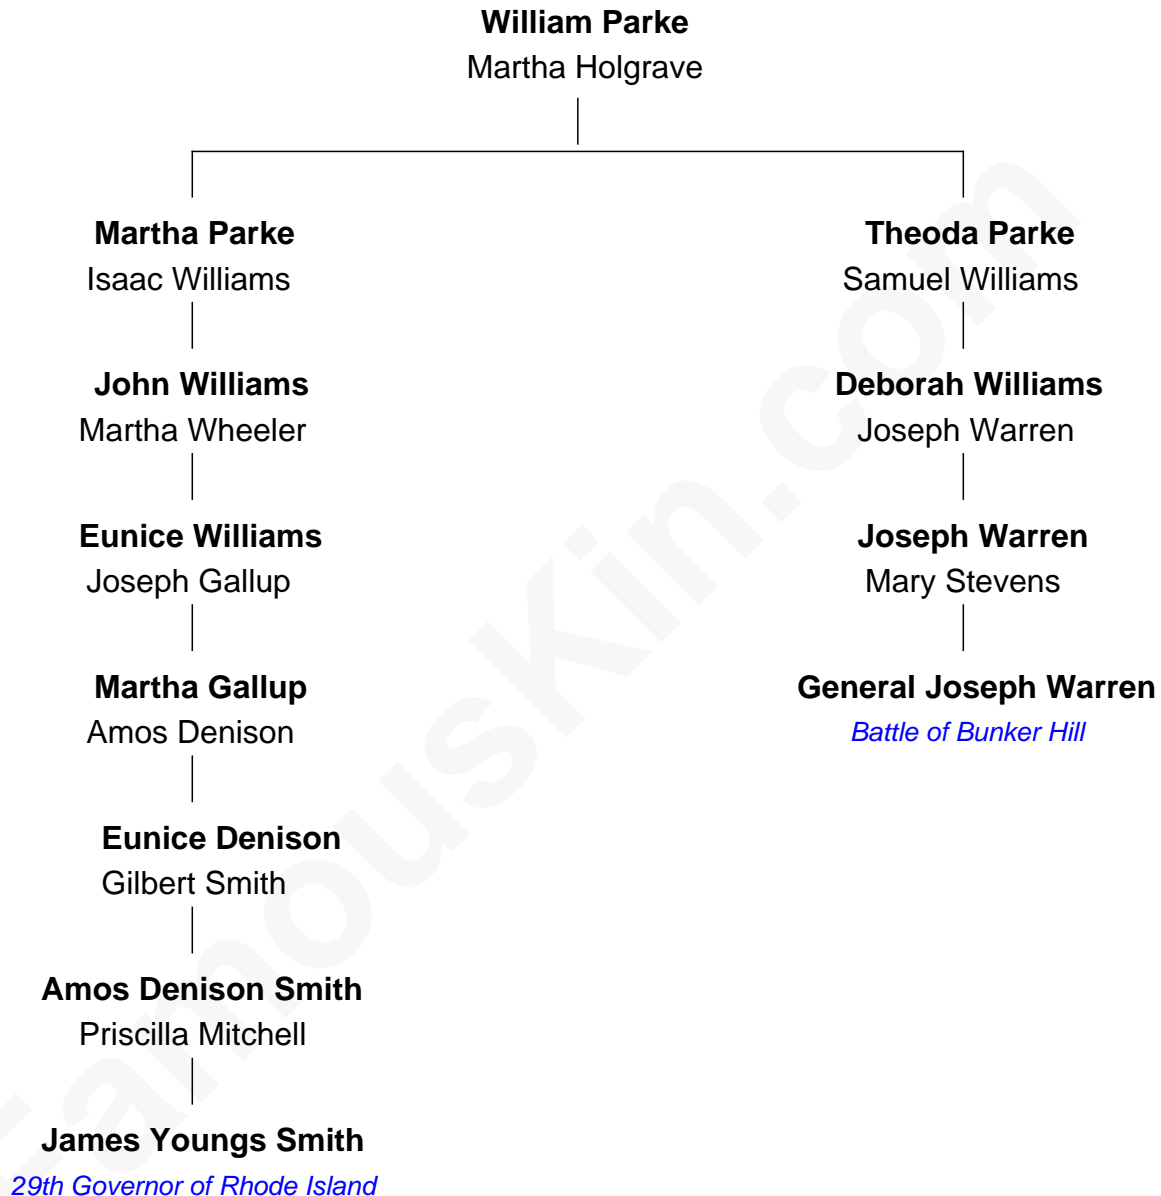 William Parke
Martha Holgrave
Martha Parke
Isaac Williams
John Williams
Martha Wheeler
Eunice Williams
Joseph Gallup
Martha Gallup
Amos Denison
Eunice Denison
Gilbert Smith
Amos Denison Smith
Priscilla Mitchell
James Youngs Smith
29th Governor of Rhode Island
Theoda Parke
Samuel Williams
Deborah Williams
Joseph Warren
Joseph Warren
Mary Stevens
General Joseph Warren
Battle of Bunker Hill
FamousKin.com